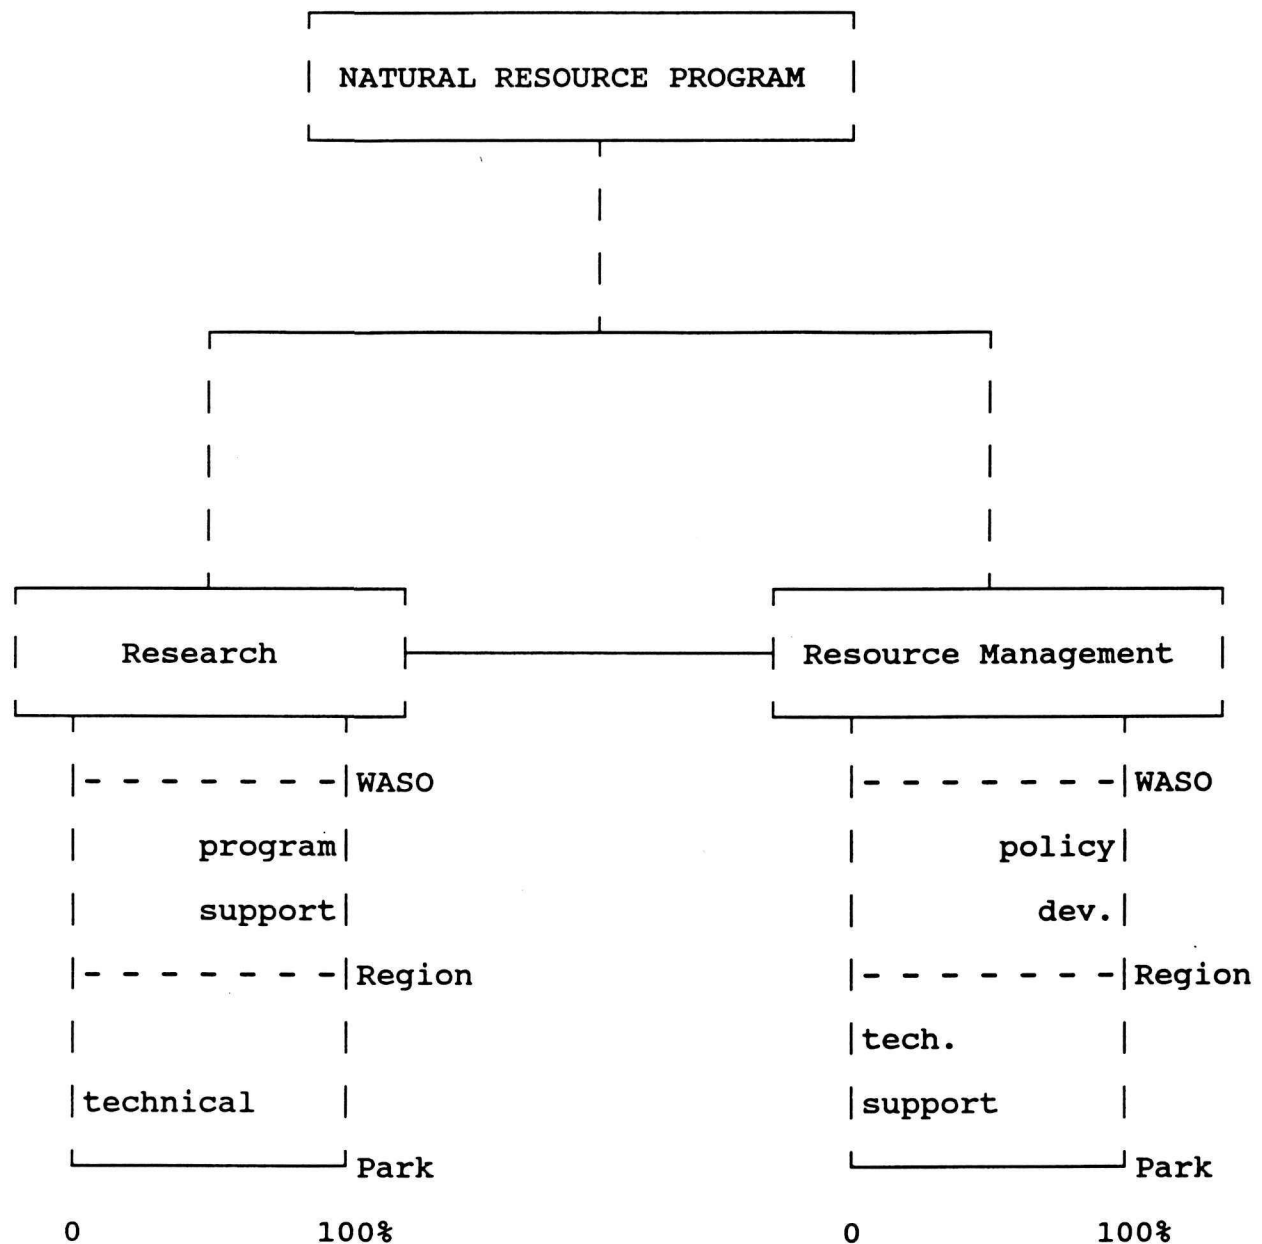 NATURAL RESOURCE PROGRAM
Research
Resource Management
WASO
program
support
Region
technical
Park
0 100%
WASO
policy
dev.
Region
tech.
support
Park
0 100%